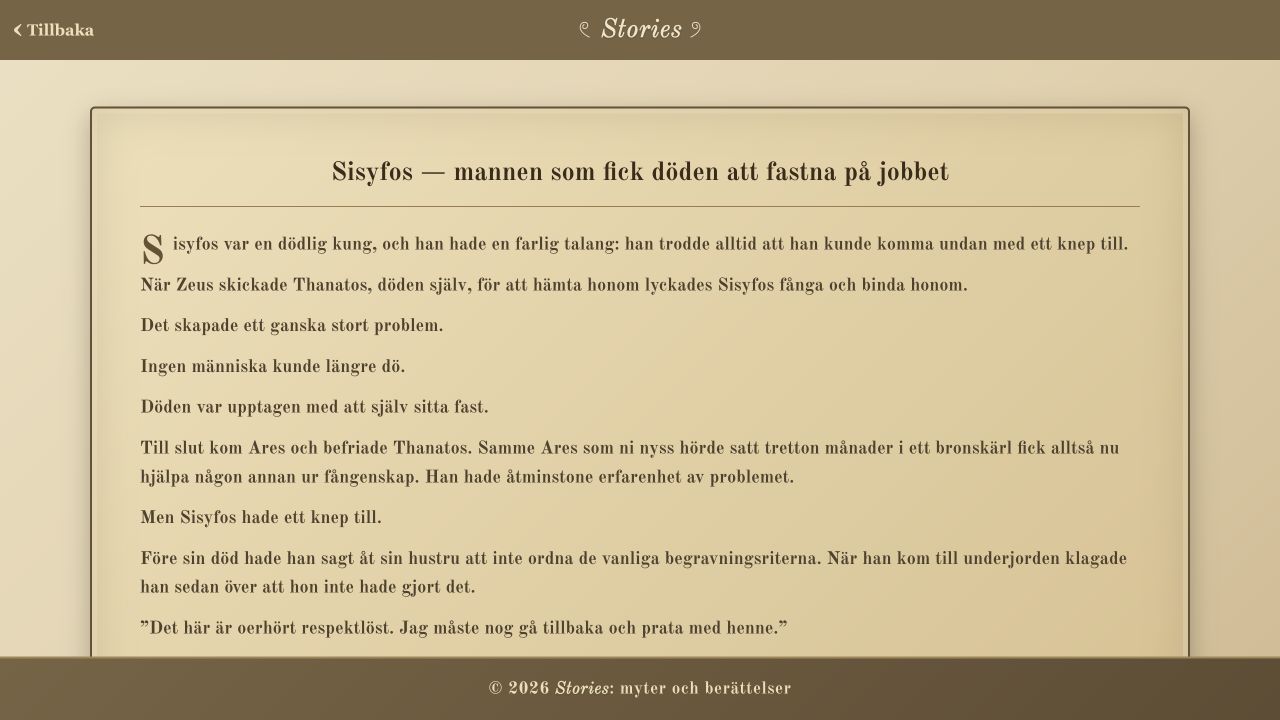 Tillbaka
Stories
Sisyfos — mannen som fick döden att fastna på jobbet
Sisyfos var en dödlig kung, och han hade en farlig talang: han trodde alltid att han kunde komma undan med ett knep till.
När Zeus skickade Thanatos, döden själv, för att hämta honom lyckades Sisyfos fånga och binda honom.
Det skapade ett ganska stort problem.
Ingen människa kunde längre dö.
Döden var upptagen med att själv sitta fast.
Till slut kom Ares och befriade Thanatos. Samme Ares som ni nyss hörde satt tretton månader i ett bronskärl fick alltså nu
hjälpa någon annan ur fångenskap. Han hade åtminstone erfarenhet av problemet.
Men Sisyfos hade ett knep till.
Före sin död hade han sagt åt sin hustru att inte ordna de vanliga begravningsriterna. När han kom till underjorden klagade
han sedan över att hon inte hade gjort det.
”Det här är oerhört respektlöst. Jag måste nog gå tillbaka och prata med henne.”
© 2026 Stories: myter och berättelser